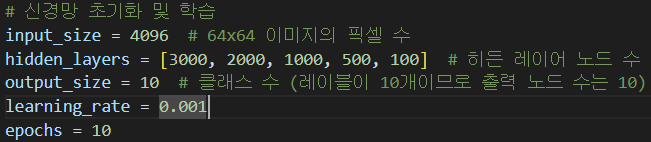 # 신경망 초기화 및 학습
input_size = 4096  # 64x64 이미지의 픽셀 수
hidden_layers = [3000, 2000, 1000, 500, 100]  # 히든 레이어 노드 수
output_size = 10  # 클래스 수 (레이블이 10개이므로 출력 노드 수는 10)
learning_rate = 0.001
epochs = 10